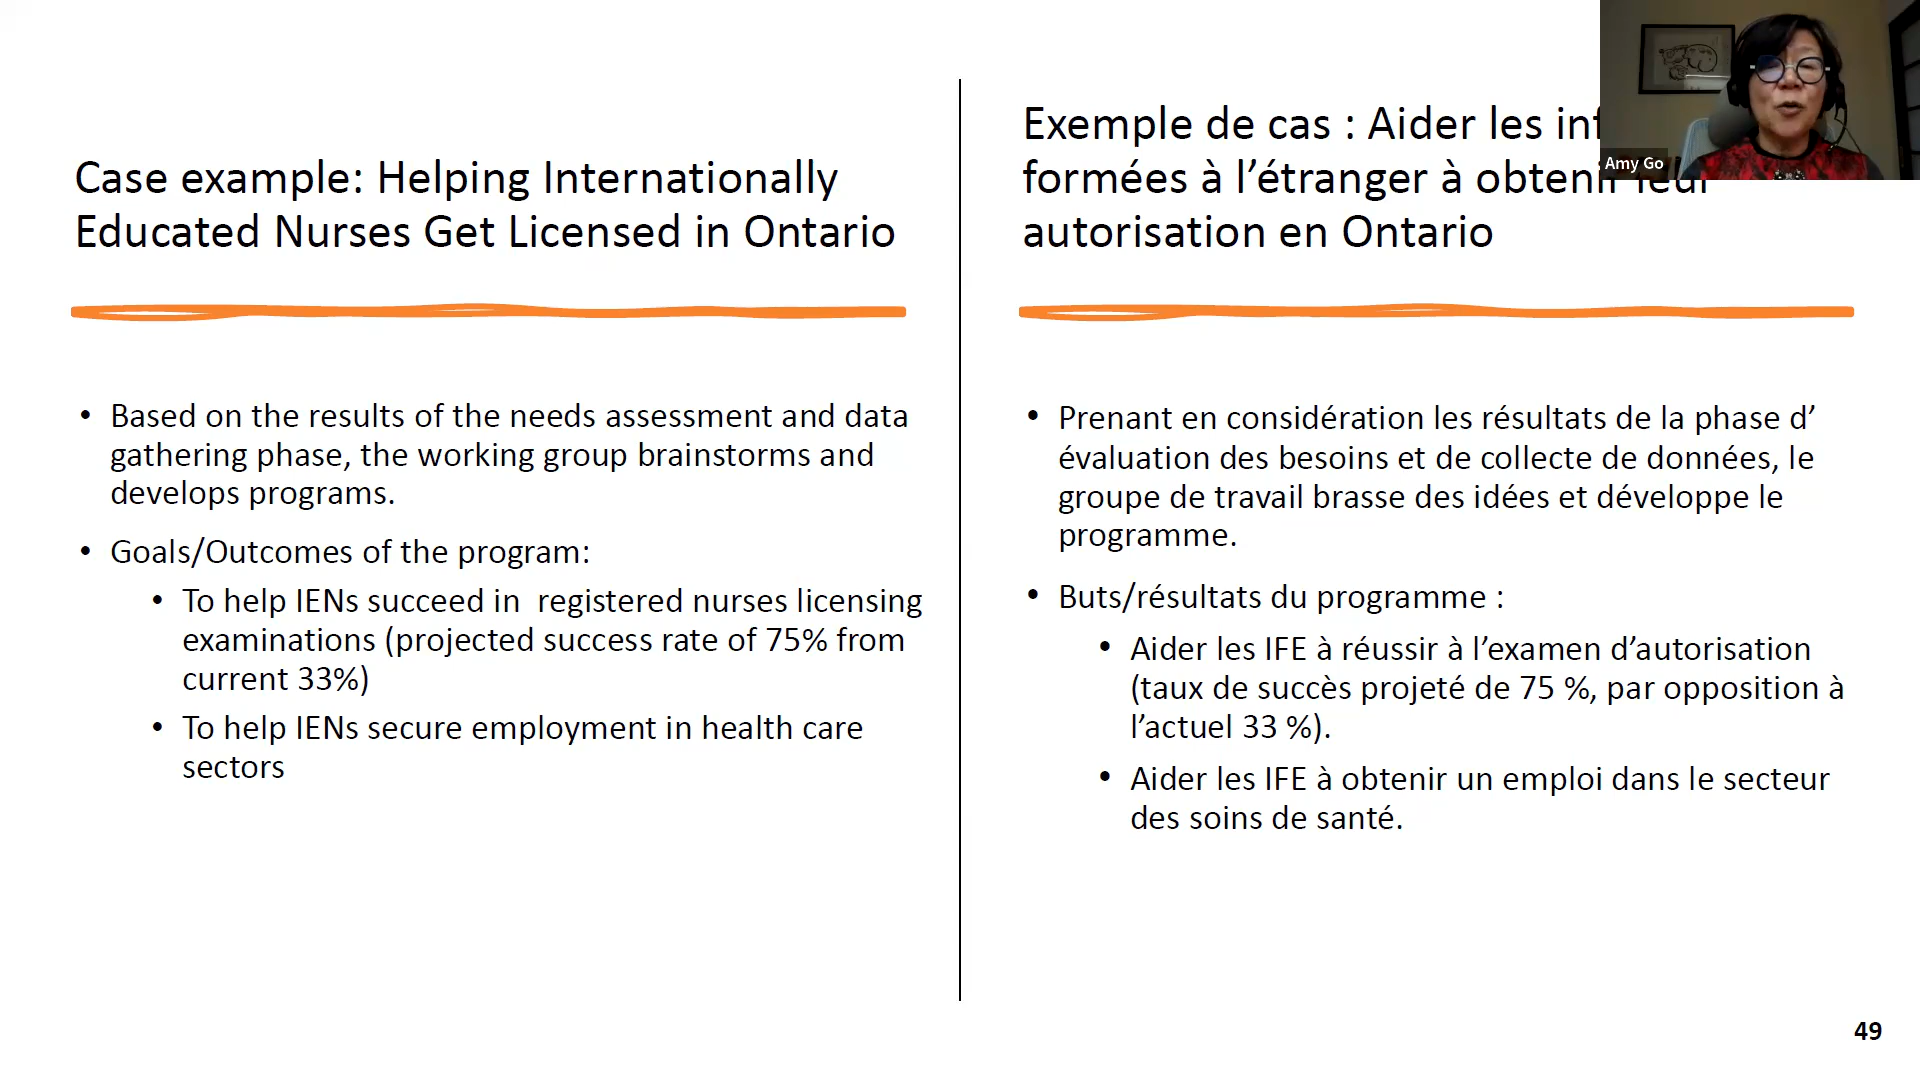 Case example: Helping Internationally
Educated Nurses Get Licensed in Ontario
• Based on the results of the needs assessment and data
gathering phase, the working group brainstorms and
develops programs.
• Goals/Outcomes of the program:
• To help IENs succeed in  registered nurses licensing
examinations (projected success rate of 75% from
current 33%)
• To help IENs secure employment in health care
sectors
Exemple de cas : Aider les
formées à l’étranger à obtenir leur
autorisation en Ontario
• Prenant en considération les résultats de la phase d’
évaluation des besoins et de collecte de données, le
groupe de travail brasse des idées et développe le
programme.
• Buts/résultats du programme :
• Aider les IFE à réussir à l’examen d’autorisation
(taux de succès projeté de 75 %, par opposition à
l’actuel 33 %).
• Aider les IFE à obtenir un emploi dans le secteur
des soins de santé.
Amy Go
49